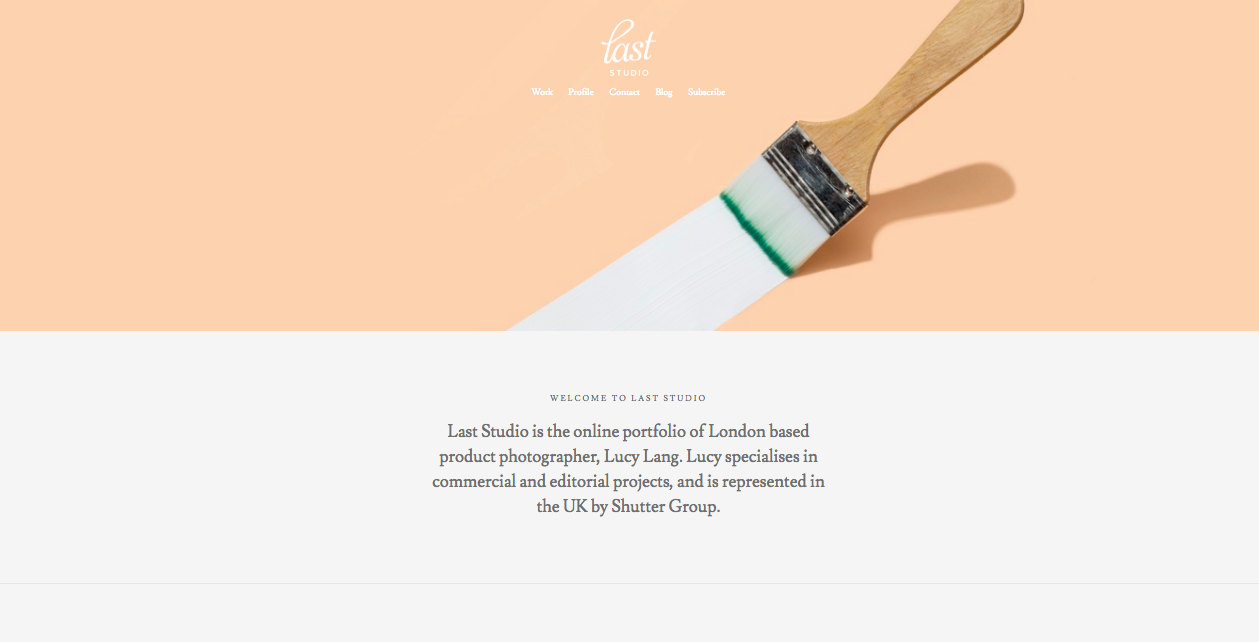 last
STUDIO
Work Profile Contact Blog Subscribe
WELCOME TO LAST STUDIO
Last Studio is the online portfolio of London based
product photographer, Lucy Lang. Lucy specialises in
commercial and editorial projects, and is represented in
the UK by Shutter Group.